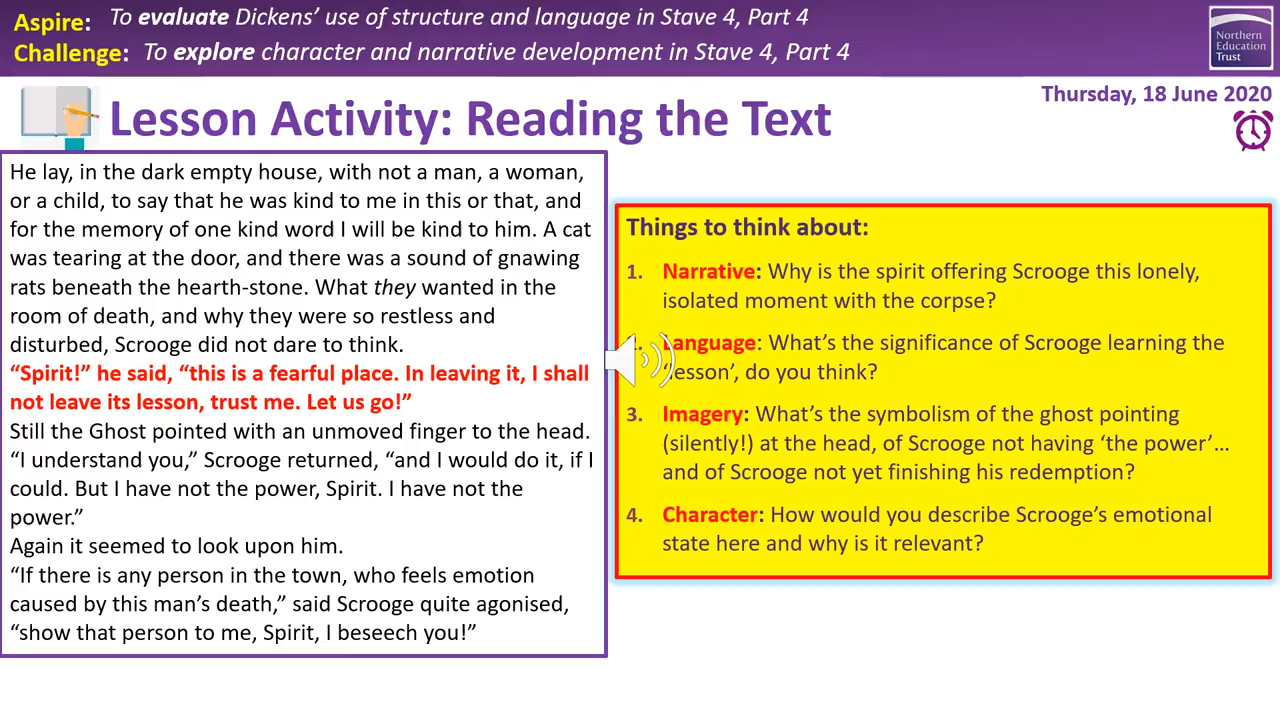 Aspire: To evaluate Dickens’ use of structure and language in Stave 4, Part 4
Challenge: To explore character and narrative development in Stave 4, Part 4
Northern
Education
Trust
Thursday, 18 June 2020
Lesson Activity: Reading the Text
He lay, in the dark empty house, with not a man, a woman,
or a child, to say that he was kind to me in this or that, and
for the memory of one kind word I will be kind to him. A cat
was tearing at the door, and there was a sound of gnawing
rats beneath the hearth-stone. What they wanted in the
room of death, and why they were so restless and
disturbed, Scrooge did not dare to think.
“Spirit!” he said, “this is a fearful place. In leaving it, I shall
not leave its lesson, trust me. Let us go!”
Still the Ghost pointed with an unmoved finger to the head.
“I understand you,” Scrooge returned, “and I would do it, if I
could. But I have not the power, Spirit. I have not the
power.”
Again it seemed to look upon him.
“If there is any person in the town, who feels emotion
caused by this man’s death,” said Scrooge quite agonised,
“show that person to me, Spirit, I beseech you!”
Things to think about:
1. Narrative: Why is the spirit offering Scrooge this lonely,
isolated moment with the corpse?
2. Language: What’s the significance of Scrooge learning the
‘lesson’, do you think?
3. Imagery: What’s the symbolism of the ghost pointing
(silently!) at the head, of Scrooge not having ‘the power’…
and of Scrooge not yet finishing his redemption?
4. Character: How would you describe Scrooge’s emotional
state here and why is it relevant?